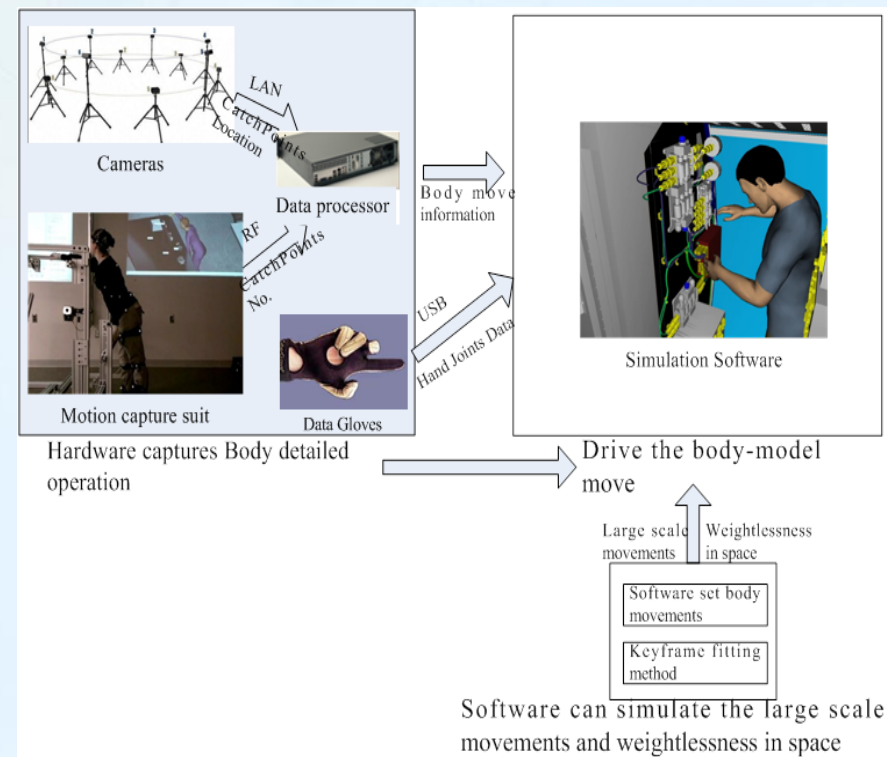 LAN
CatchPoints
Location
Cameras
Data processor
RF
CatchPoints
No.
Body move
information
USB
Hand Joints Data
Simulation Software
Motion capture suit
Data Gloves
Hardware captures Body detailed
operation
Drive the body-model
move
Large scale
movements
Weightlessness
in space
Software set body
movements
Keyframe fitting
method
Software can simulate the large scale
movements and weightlessness in space